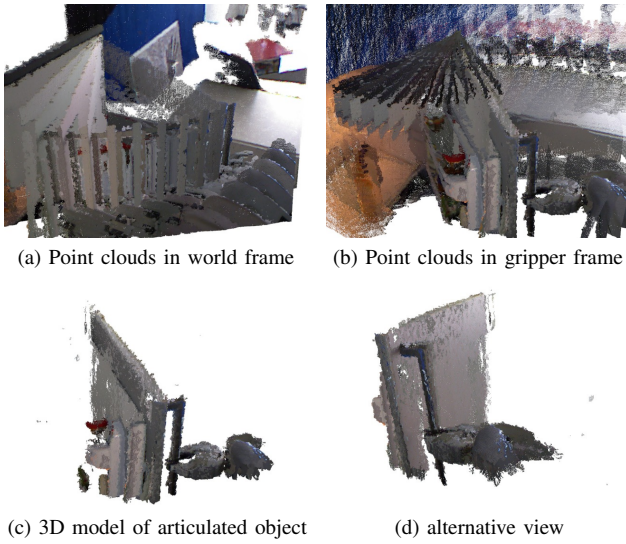 (a) Point clouds in world frame
(b) Point clouds in gripper frame
(c) 3D model of articulated object
(d) alternative view